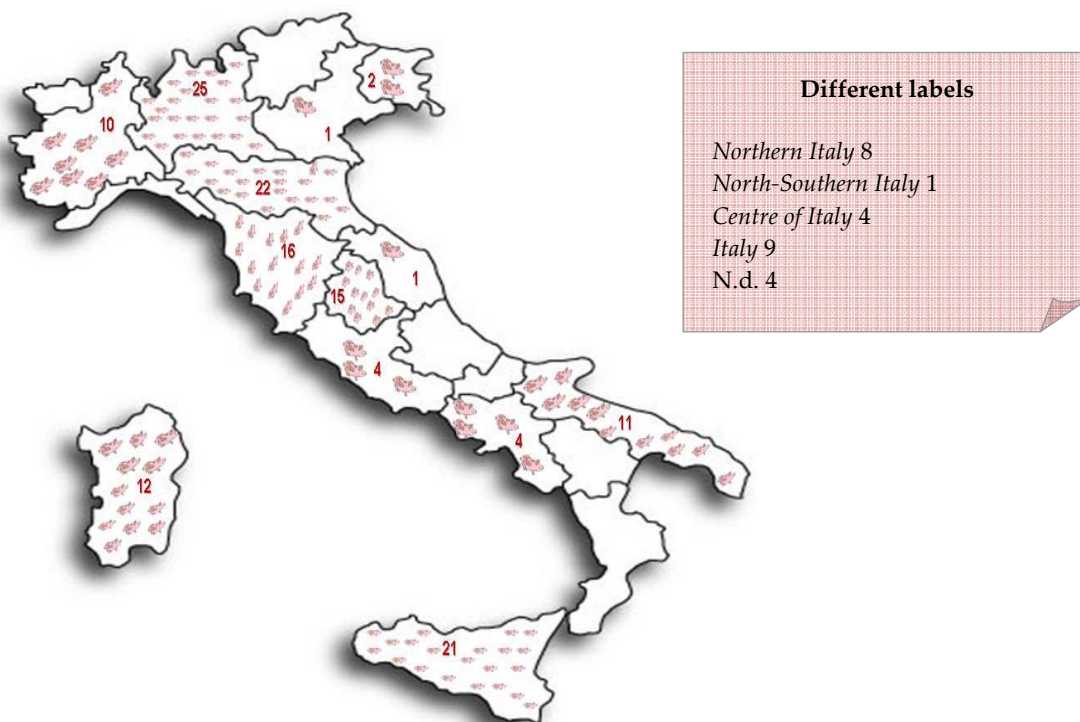 25
2
10
1
22
16
1
15
4
11
4
12
21
Different labels
Northern Italy 8
North-Southern Italy 1
Centre of Italy 4
Italy 9
N.d. 4